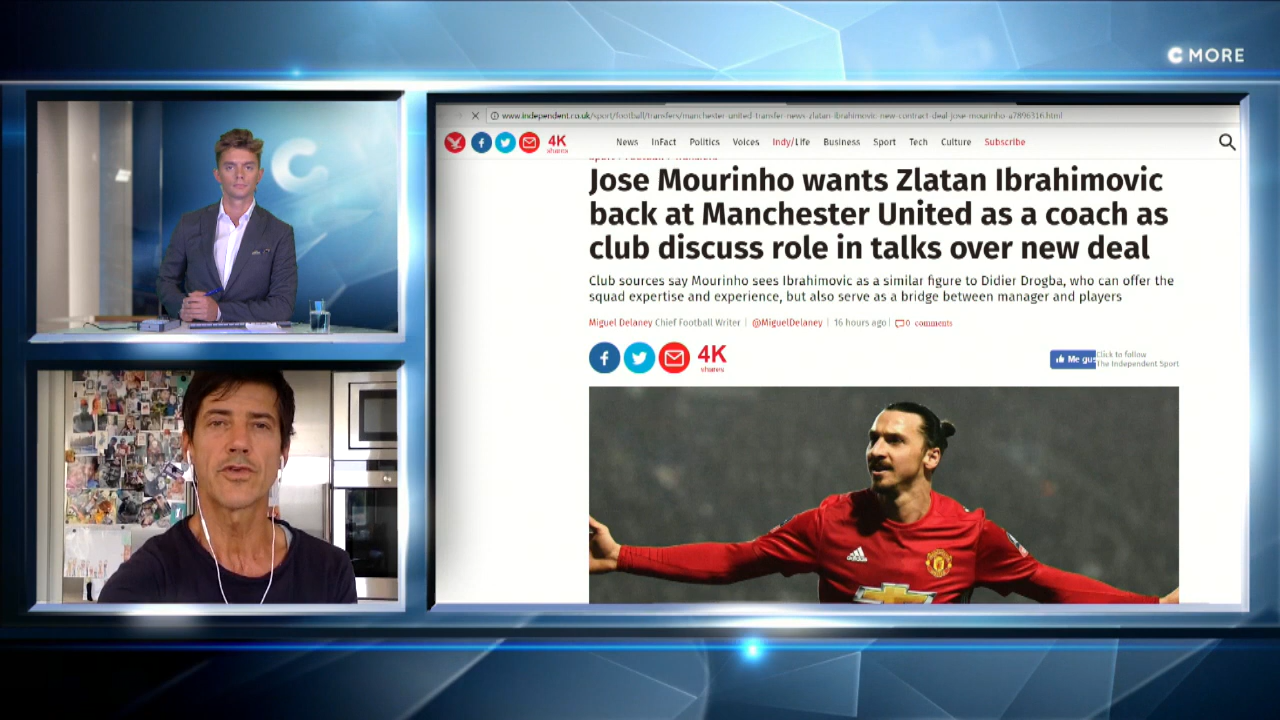 C MORE
www.independent.co.uk/sport/football/transfers/manchester-united-transfer-news-zlatan-ibrahimovic-new-contract-deal-jose-mourinho-a7896316.html
4K
shares
News InFact Politics Voices Indy/Life Business Sport Tech Culture Subscribe
Jose Mourinho wants Zlatan Ibrahimovic
back at Manchester United as a coach as
club discuss role in talks over new deal
Club sources say Mourinho sees Ibrahimovic as a similar figure to Didier Drogba, who can offer the
squad expertise and experience, but also serve as a bridge between manager and players
Miguel Delaney Chief Football Writer | @MiguelDelaney | 16 hours ago | 0 comments
4K
shares
Me gus
Click to follow
The Independent Sport
adidas